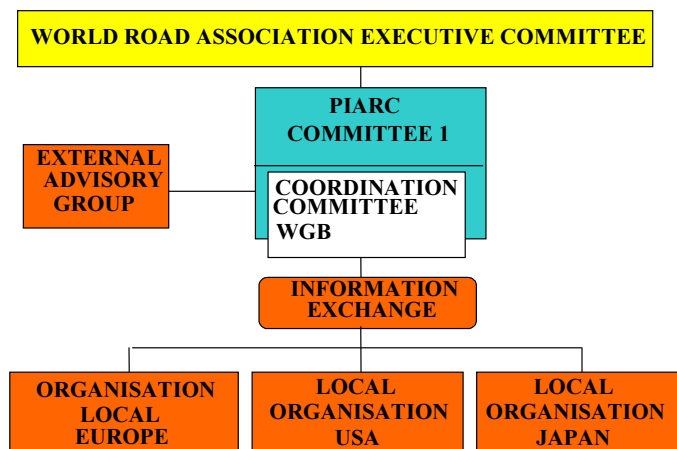 WORLD ROAD ASSOCIATION EXECUTIVE COMMITTEE
PIARC
COMMITTEE 1
EXTERNAL
ADVISORY
GROUP
COORDINATION
COMMITTEE
WGB
INFORMATION
EXCHANGE
ORGANISATION
LOCAL
EUROPE
LOCAL
ORGANISATION
USA
LOCAL
ORGANISATION
JAPAN